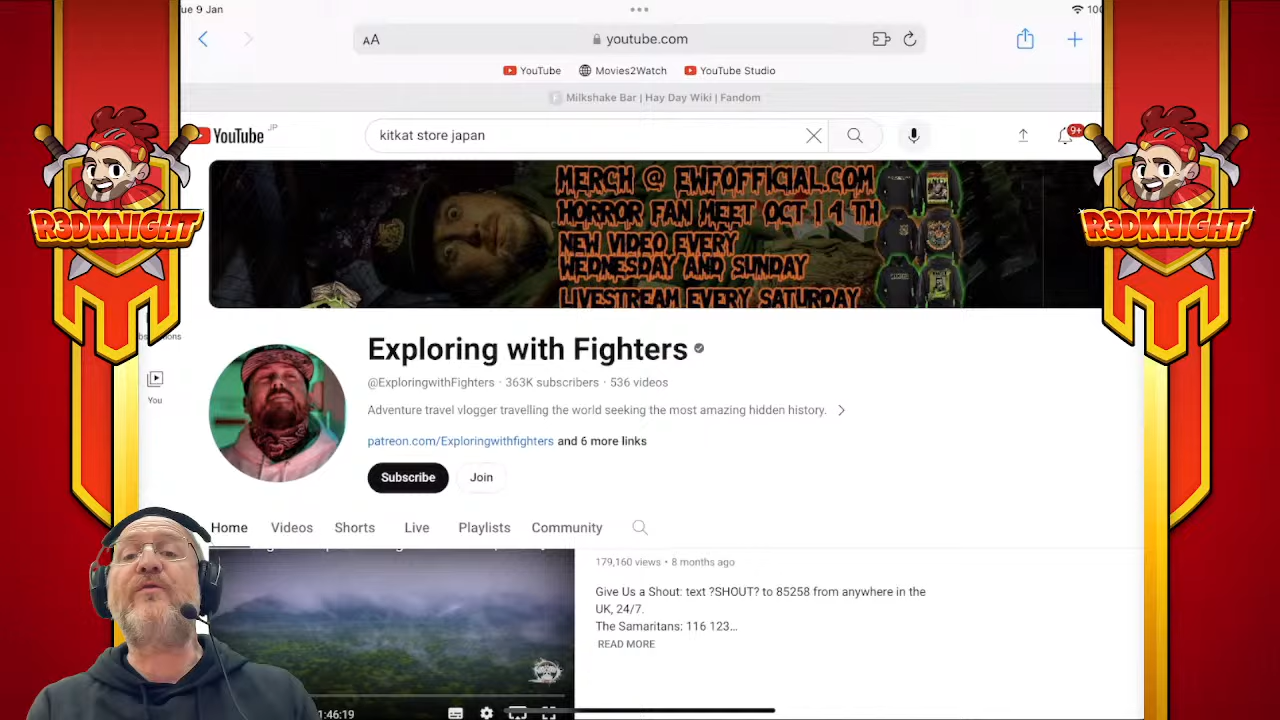 Tue 9 Jan
100
AA
youtube.com
YouTube
Movies2Watch
YouTube Studio
Milkshake Bar | Hay Day Wiki | Fandom
YouTube JP
kitkat store japan
9+
R3DKNIGHT
R3DKNIGHT
MERCH @ EWFOFFICIAL.COM
HORROR FAN MEET OCT 14TH
NEW VIDEO EVERY
WEDNESDAY AND SUNDAY
LIVESTREAM EVERY SATURDAY
Exploring with Fighters
@ExploringwithFighters · 363K subscribers · 536 videos
Adventure travel vlogger travelling the world seeking the most amazing hidden history.
You
patreon.com/Exploringwithfighters and 6 more links
Subscribe
Join
Home
Videos
Shorts
Live
Playlists
Community
179,160 views • 8 months ago
Give Us a Shout: text ?SHOUT? to 85258 from anywhere in the
UK, 24/7.
The Samaritans: 116 123...
READ MORE
1:46:19